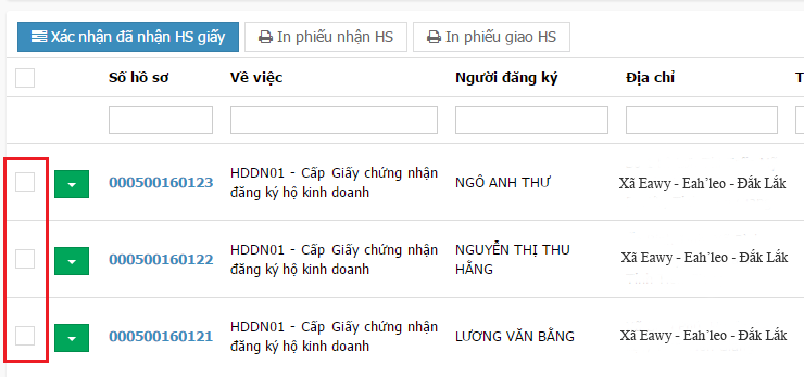 Xác nhận đã nhận HS giấy In phiếu nhận HS In phiếu giao HS
Số hồ sơ Về việc Người đăng ký Địa chỉ T
000500160123 HDDN01 - Cấp Giấy chứng nhận đăng ký hộ kinh doanh NGÔ ANH THƯ Xã Eawy - Eah'leo - Đắk Lắk
000500160122 HDDN01 - Cấp Giấy chứng nhận đăng ký hộ kinh doanh NGUYỄN THỊ THU HẰNG Xã Eawy - Eah'leo - Đắk Lắk
000500160121 HDDN01 - Cấp Giấy chứng nhận đăng ký hộ kinh doanh LƯƠNG VĂN BẰNG Xã Eawy - Eah'leo - Đắk Lắk